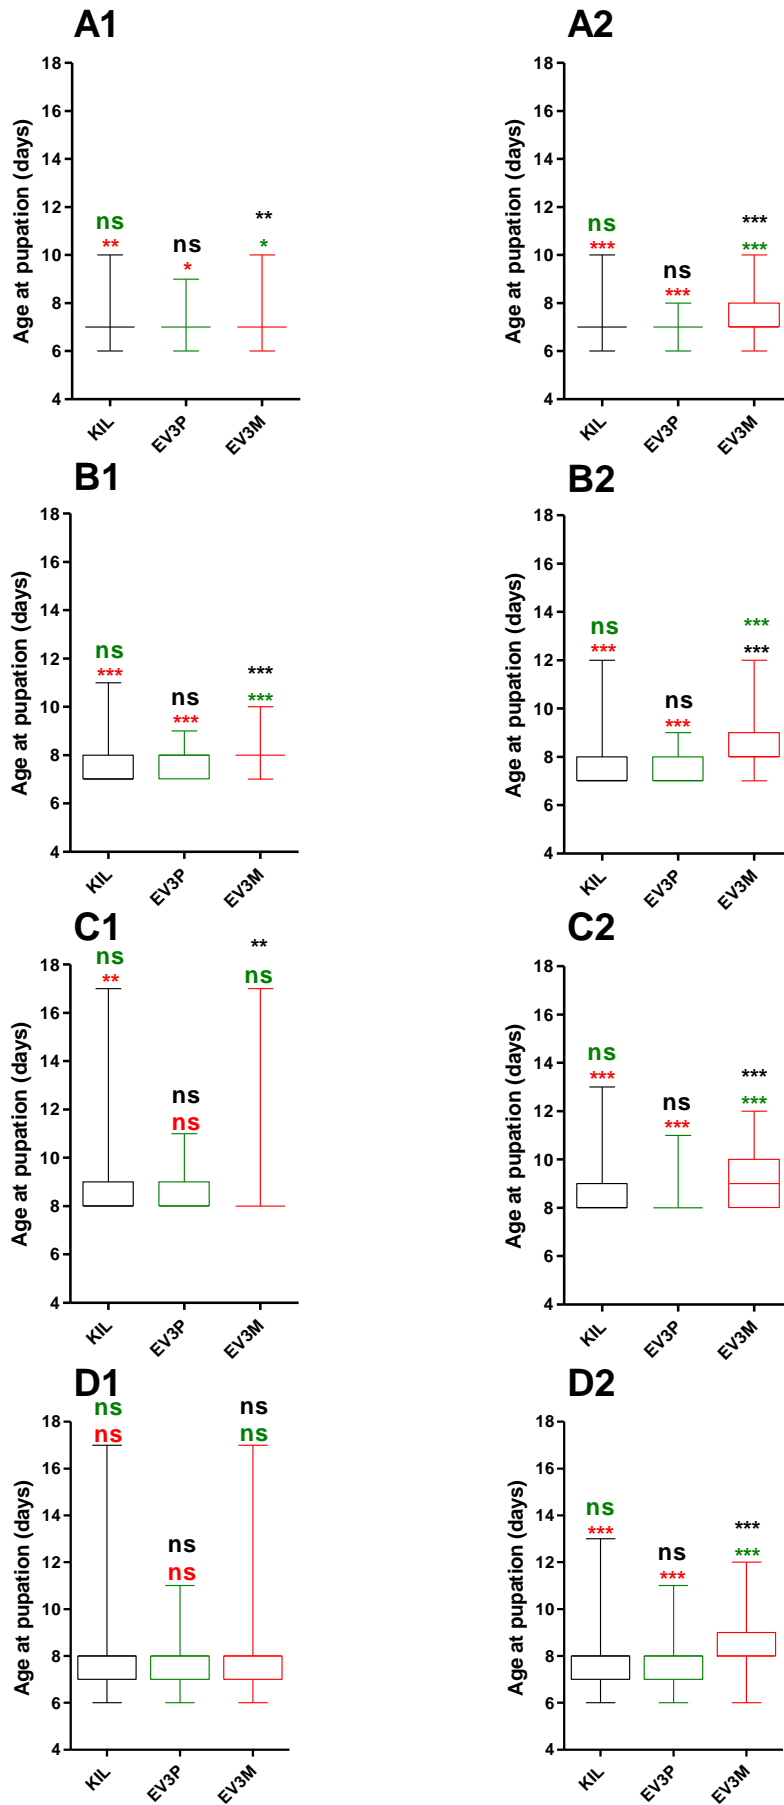 A1
Age at pupation (days)
18
16
14
12
10
8
6
4
ns
**
ns
*
**
*
KIL
EV3P
EV3M
A2
Age at pupation (days)
18
16
14
12
10
8
6
4
ns
***
ns
***
***
***
KIL
EV3P
EV3M
B1
Age at pupation (days)
18
16
14
12
10
8
6
4
ns
***
ns
***
***
***
KIL
EV3P
EV3M
B2
Age at pupation (days)
18
16
14
12
10
8
6
4
ns
***
ns
***
***
***
KIL
EV3P
EV3M
C1
Age at pupation (days)
18
16
14
12
10
8
6
4
ns
**
ns
ns
**
ns
KIL
EV3P
EV3M
C2
Age at pupation (days)
18
16
14
12
10
8
6
4
ns
***
ns
***
***
***
KIL
EV3P
EV3M
D1
Age at pupation (days)
18
16
14
12
10
8
6
4
ns
ns
ns
ns
ns
ns
KIL
EV3P
EV3M
D2
Age at pupation (days)
18
16
14
12
10
8
6
4
ns
***
ns
***
***
***
KIL
EV3P
EV3M